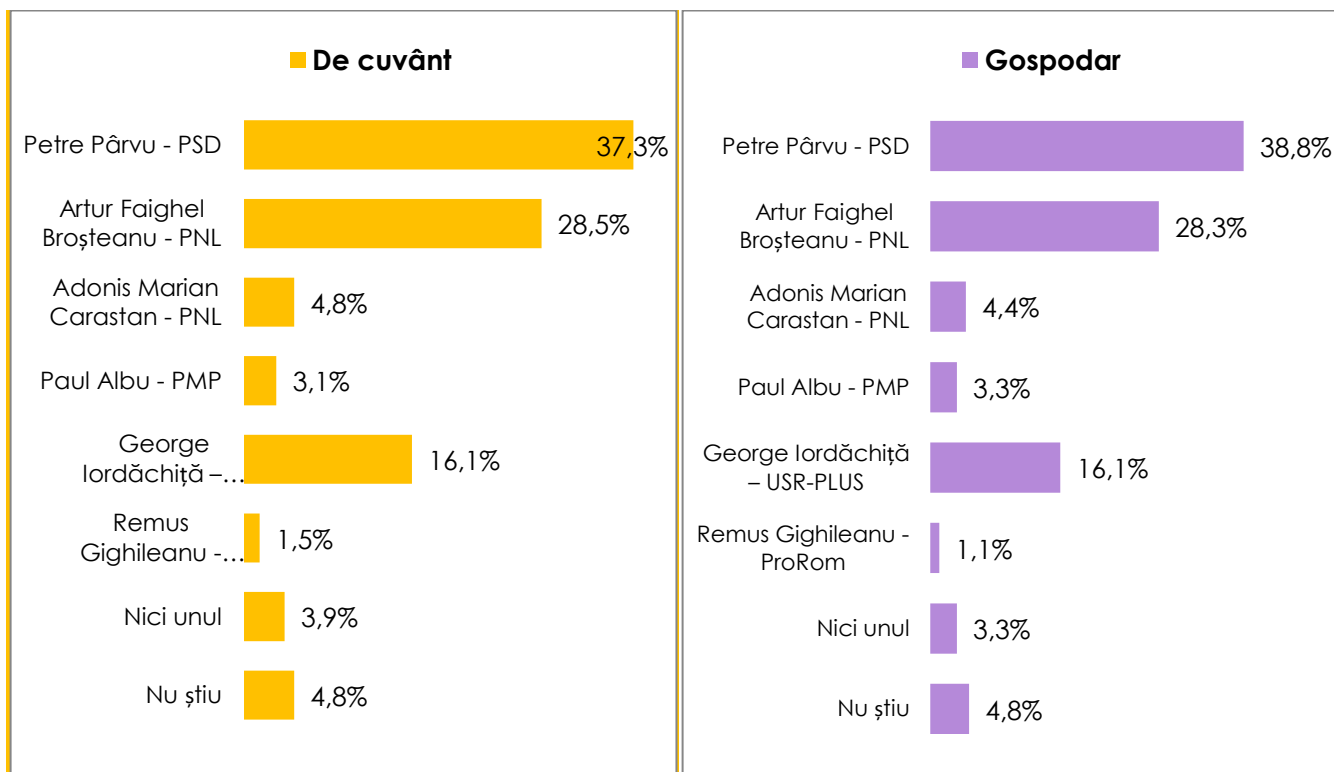 De cuvânt
Petre Pârvu - PSD
37,3%
Artur Faighel
Broșteanu - PNL
28,5%
Adonis Marian
Carastan - PNL
4,8%
Paul Albu - PMP
3,1%
George
Iordăchiță –…
16,1%
Remus
Gighileanu -…
1,5%
Nici unul
3,9%
Nu știu
4,8%
Gospodar
Petre Pârvu - PSD
38,8%
Artur Faighel
Broșteanu - PNL
28,3%
Adonis Marian
Carastan - PNL
4,4%
Paul Albu - PMP
3,3%
George Iordăchiță
– USR-PLUS
16,1%
Remus Gighileanu -
ProRom
1,1%
Nici unul
3,3%
Nu știu
4,8%